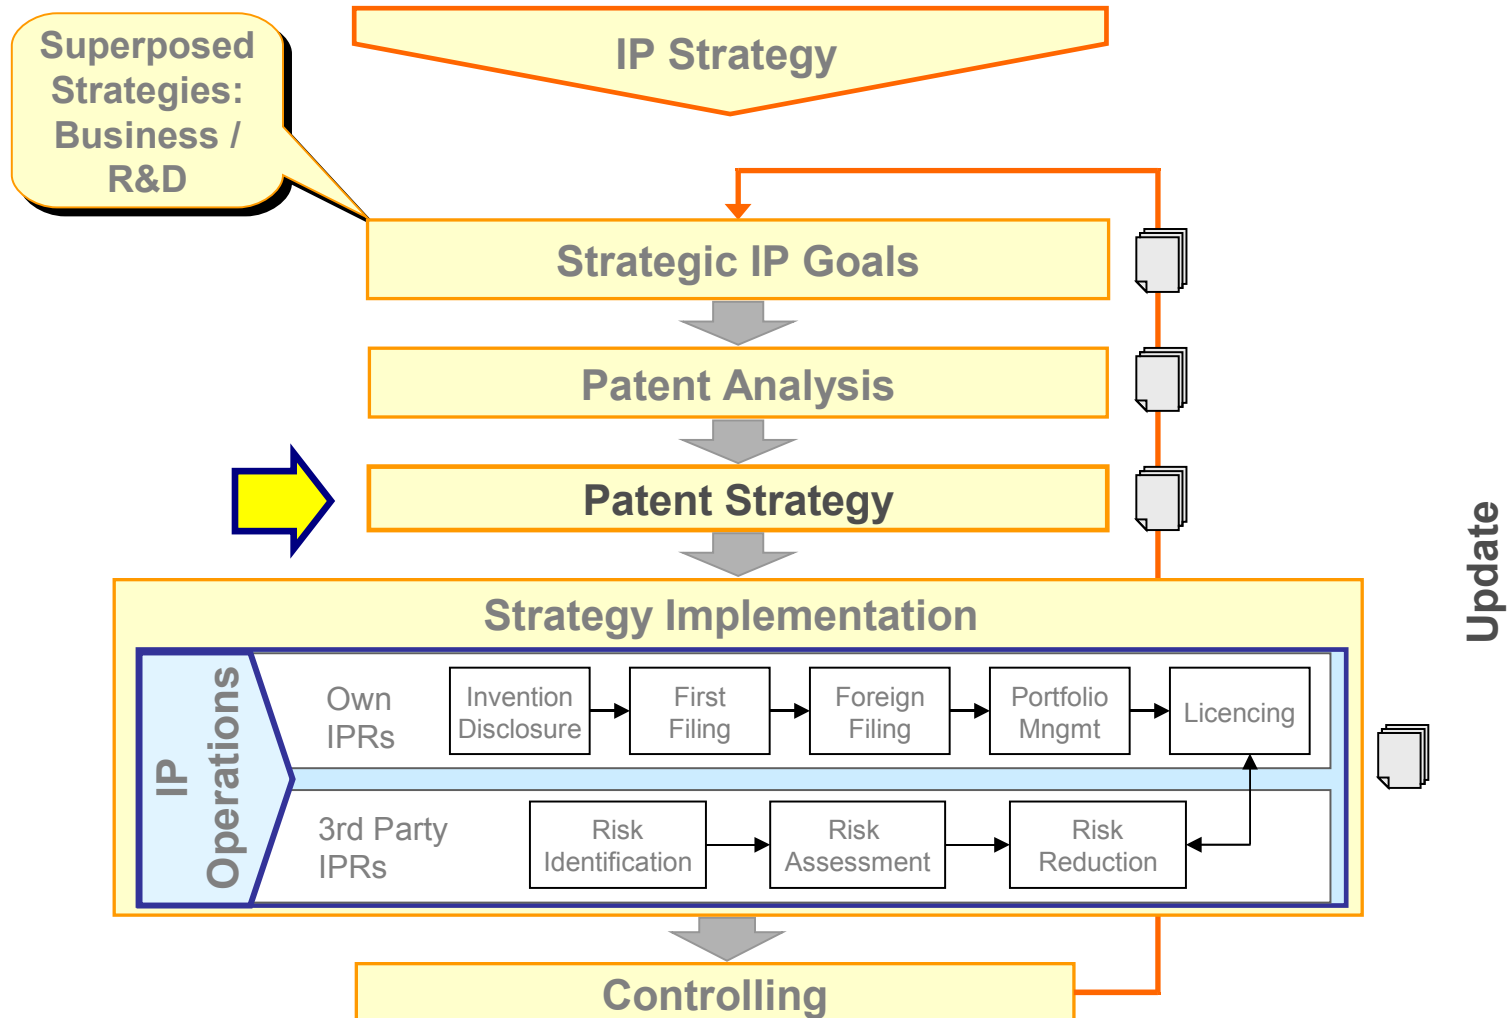 Superposed
Strategies:
Business /
R&D
IP Strategy
Strategic IP Goals
Patent Analysis
Patent Strategy
Update
Strategy Implementation
IP
Operations
Own
IPRs
Invention
Disclosure
First
Filing
Foreign
Filing
Portfolio
Mngmt
Licencing
3rd Party
IPRs
Risk
Identification
Risk
Assessment
Risk
Reduction
Controlling